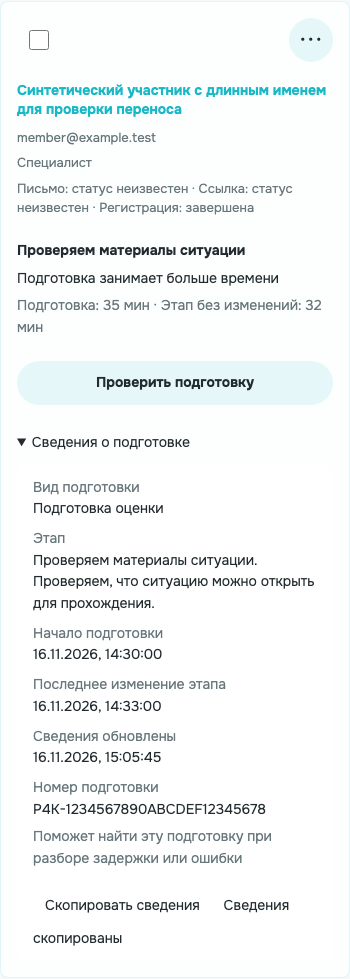 Синтетический участник с длинным именем
для проверки переноса
member@example.test
Специалист
Письмо: статус неизвестен · Ссылка: статус
неизвестен · Регистрация: завершена
Проверяем материалы ситуации
Подготовка занимает больше времени
Подготовка: 35 мин · Этап без изменений: 32
мин
Проверить подготовку
Сведения о подготовке
Вид подготовки
Подготовка оценки
Этап
Проверяем материалы ситуации.
Проверяем, что ситуацию можно открыть
для прохождения.
Начало подготовки
16.11.2026, 14:30:00
Последнее изменение этапа
16.11.2026, 14:33:00
Сведения обновлены
16.11.2026, 15:05:45
Номер подготовки
P4K-1234567890ABCDEF12345678
Поможет найти эту подготовку при
разборе задержки или ошибки
Скопировать сведения Сведения
скопированы